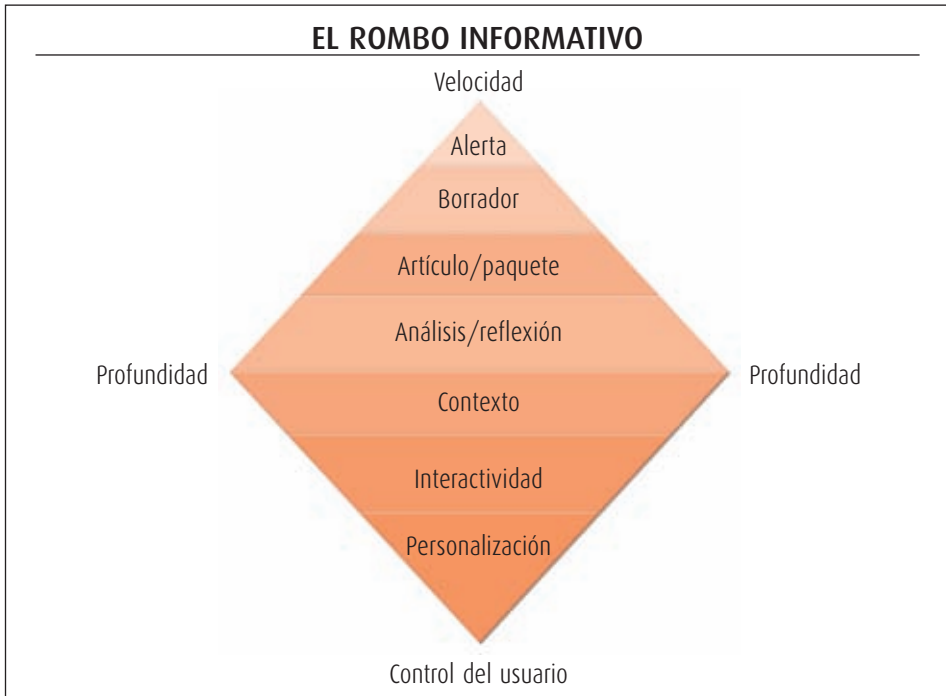 EL ROMBO INFORMATIVO
Velocidad
Alerta
Borrador
Artículo/paquete
Análisis/reflexión
Profundidad
Profundidad
Contexto
Interactividad
Personalización
Control del usuario